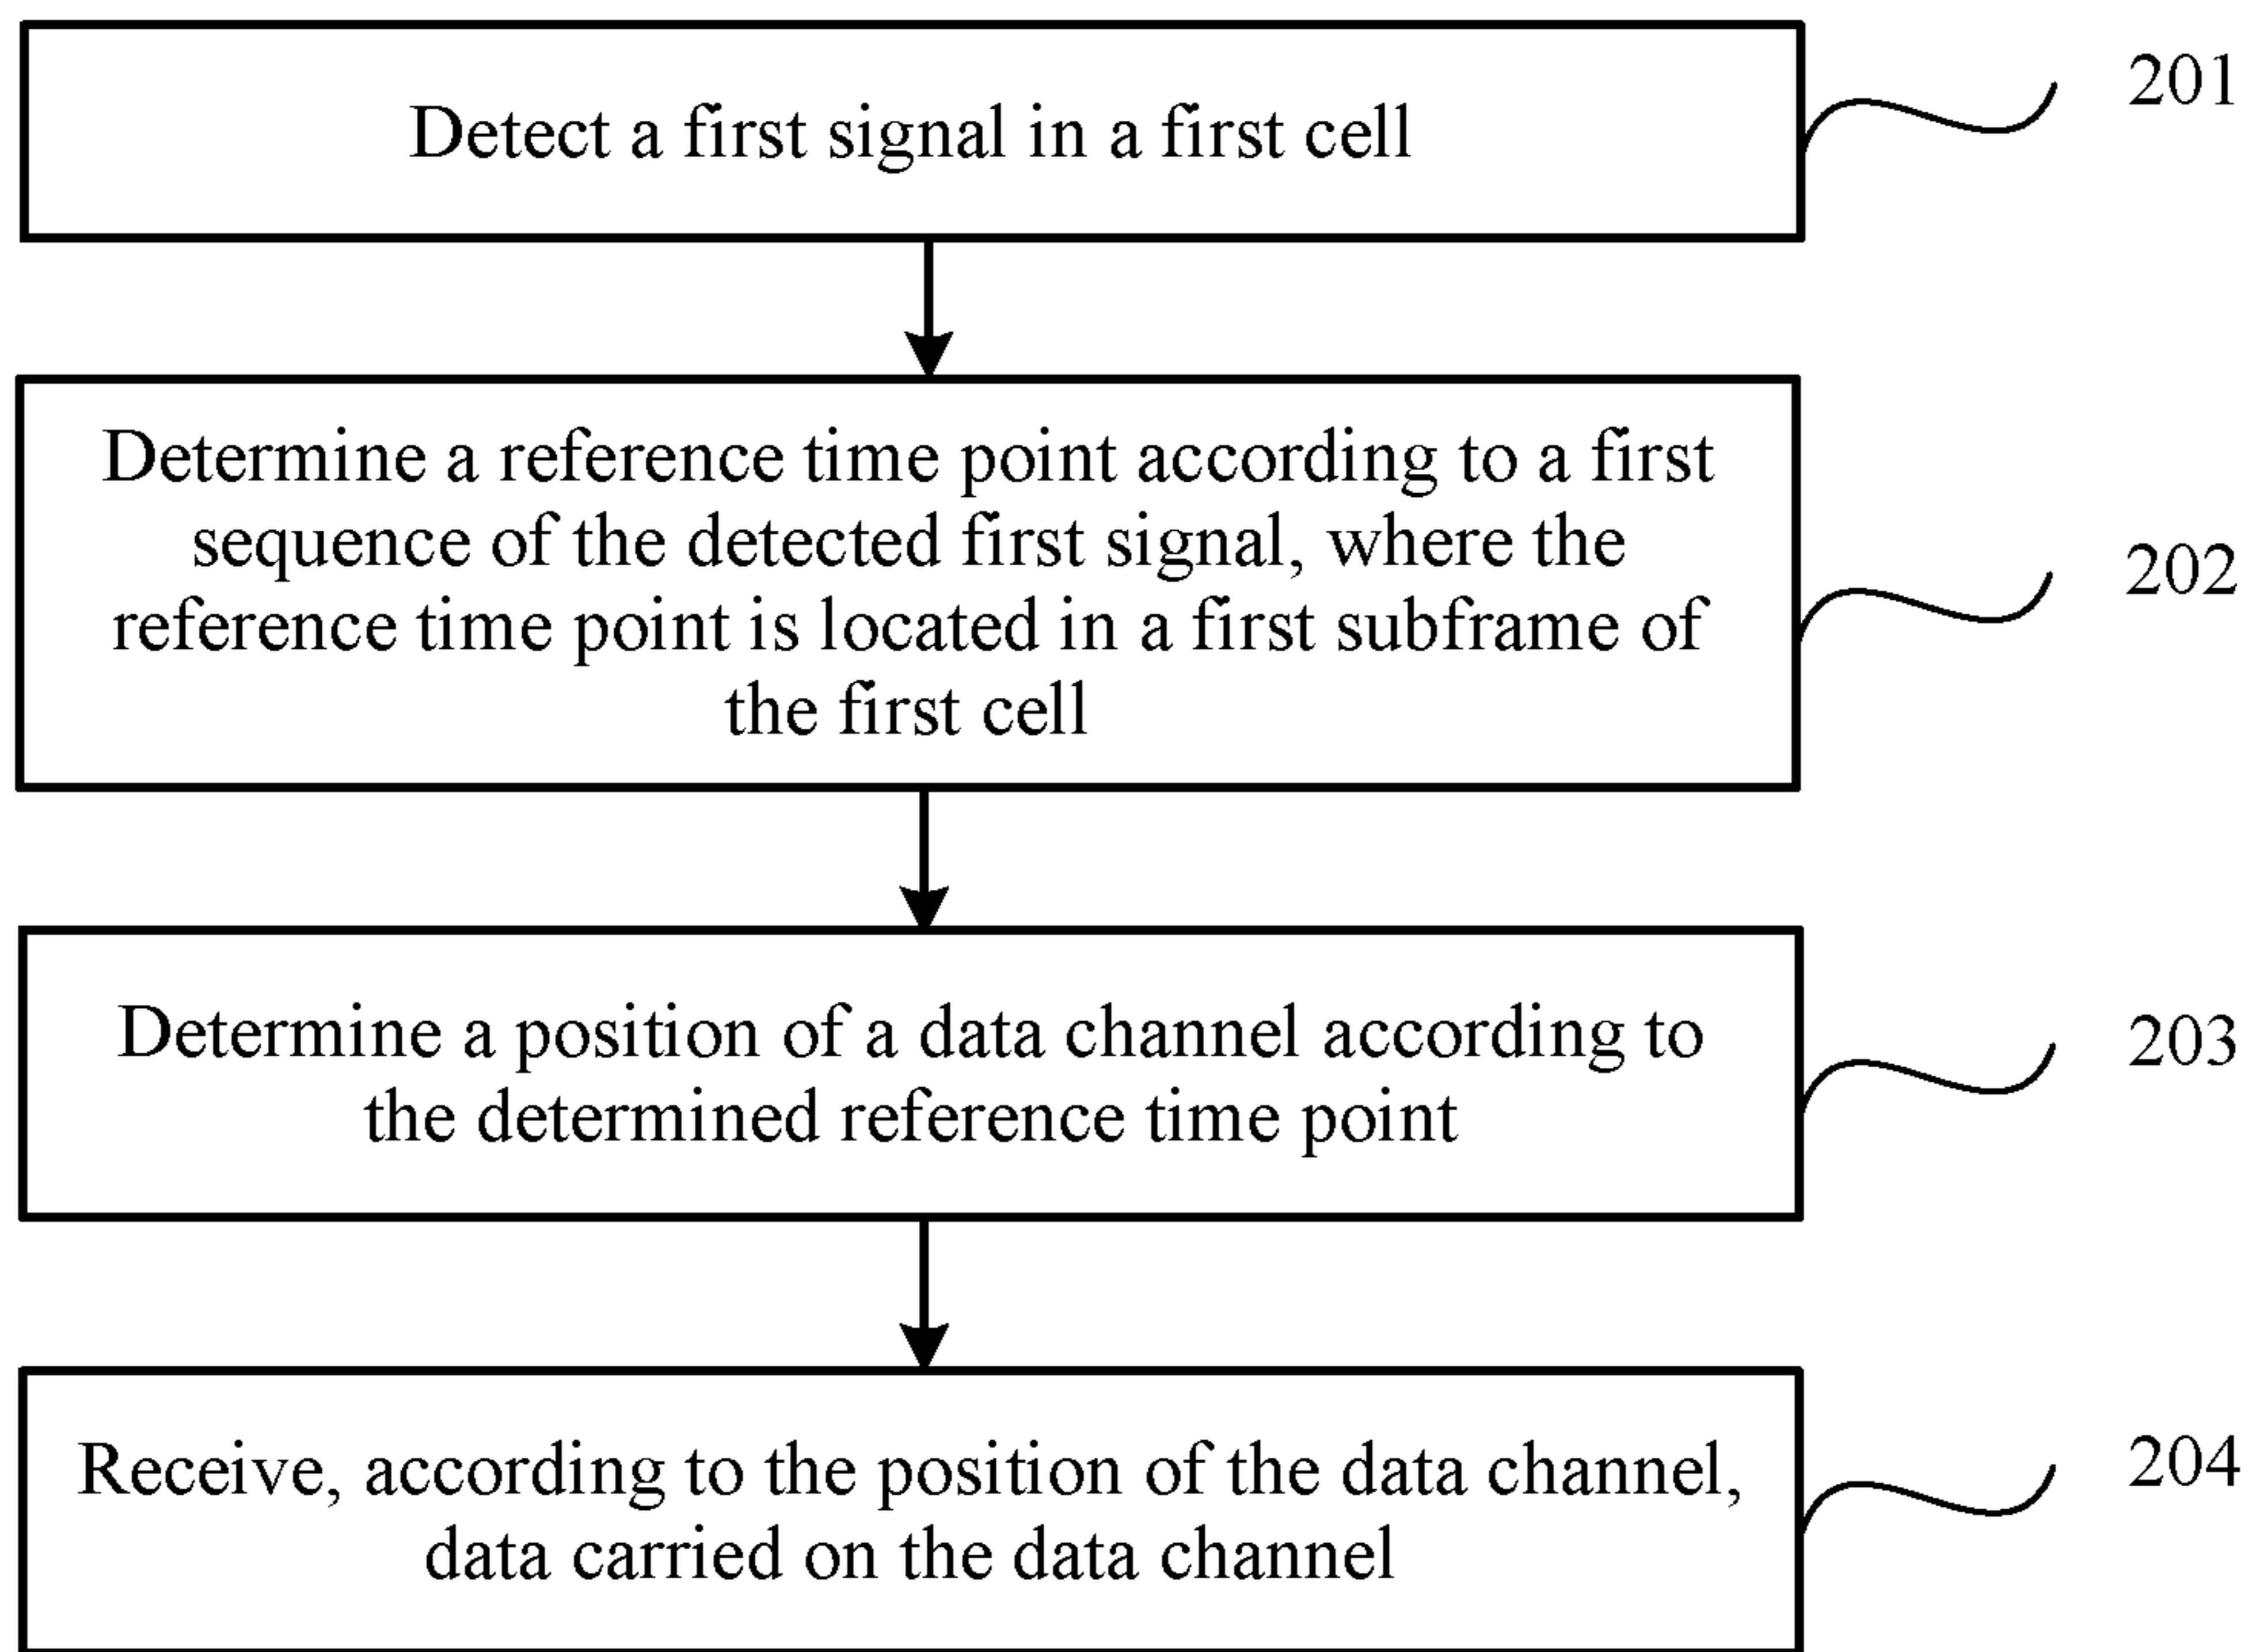 Detect a first signal in a first cell
201
Determine a reference time point according to a first
sequence of the detected first signal, where the
reference time point is located in a first subframe of
the first cell
202
Determine a position of a data channel according to
the determined reference time point
203
Receive, according to the position of the data channel,
data carried on the data channel
204